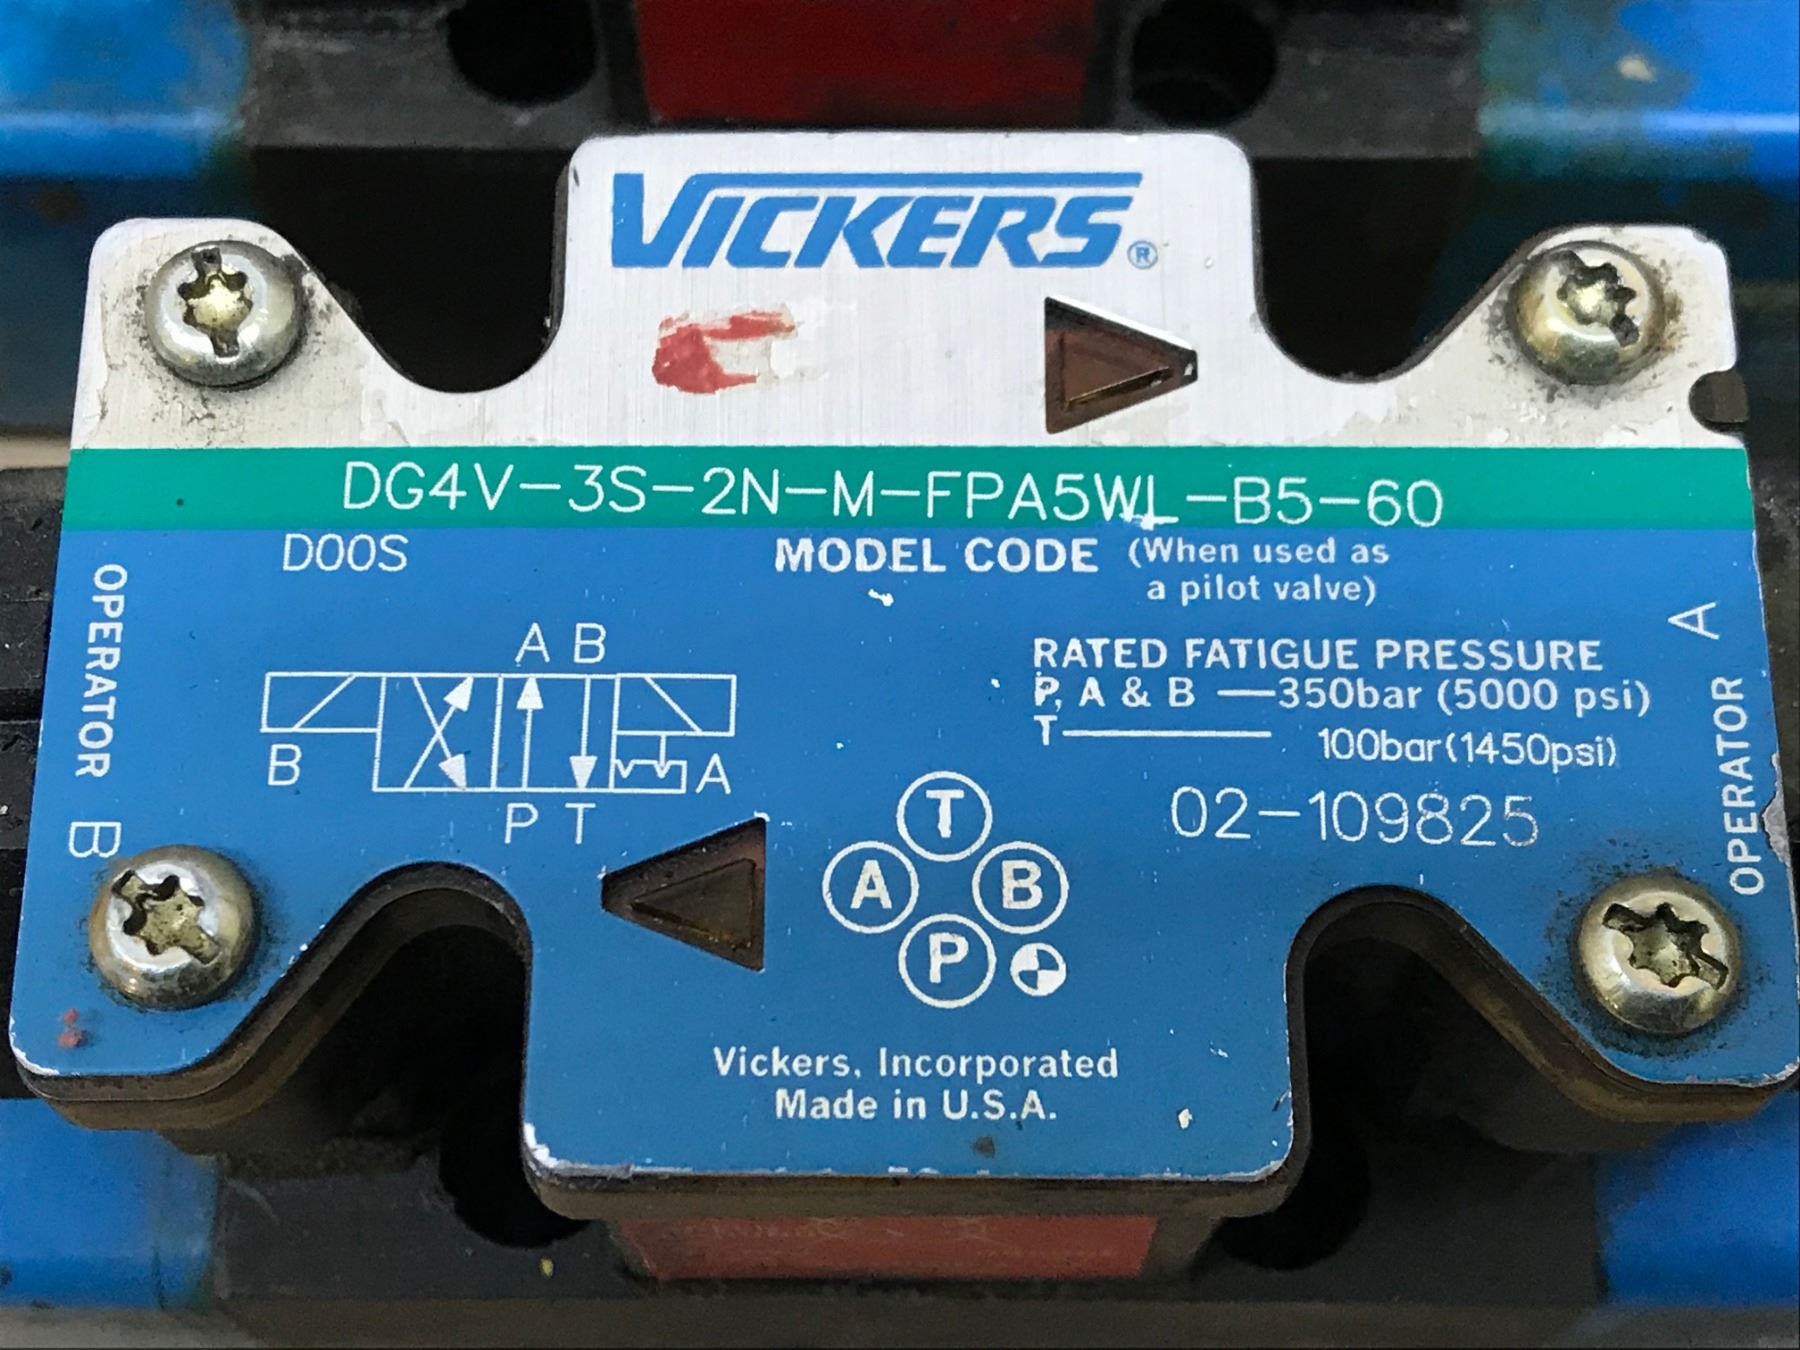 VICKERS®
DG4V-3S-2N-M-FPA5WL-B5-60
D00S
MODEL CODE (When used as
a pilot valve)
OPERATOR B
A B
B
A
P T
RATED FATIGUE PRESSURE
P, A & B —350bar (5000 psi)
T— 100bar(1450psi)
02-109825
OPERATOR A
T
A B
P
Vickers, Incorporated
Made in U.S.A.